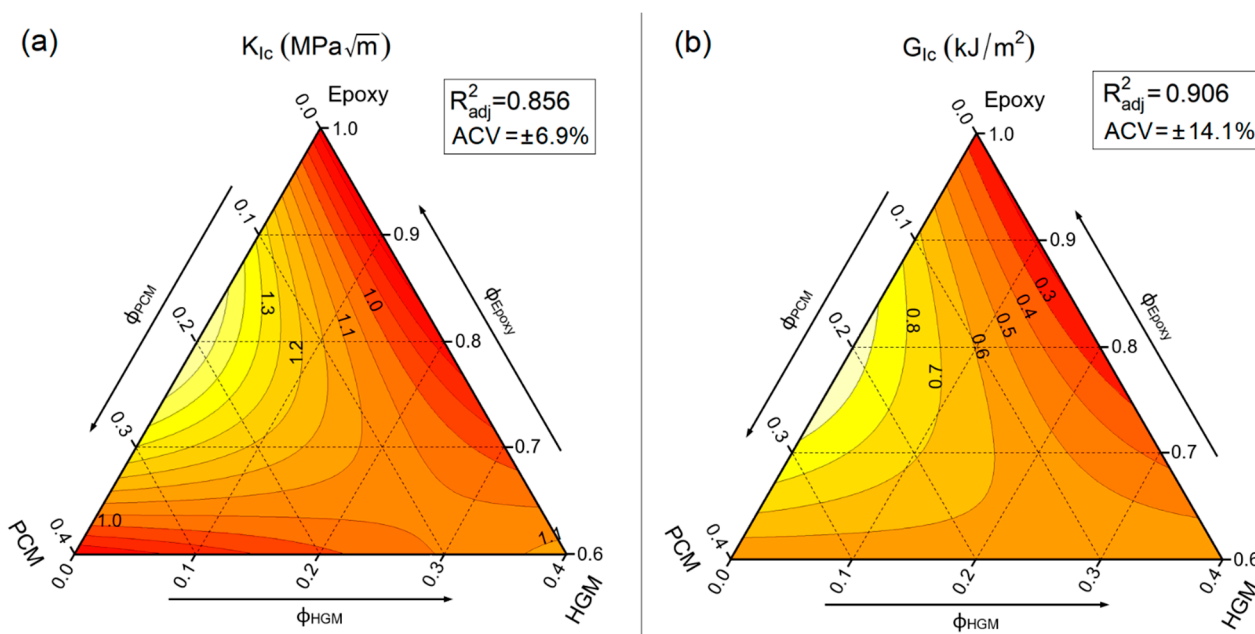 (a)
K_Ic (MPa√m)
Epoxy
R²_adj=0.856
ACV=±6.9%
0.0
1.0
0.1
0.9
ϕ_PCM
ϕ_Epoxy
1.3
1.0
0.2
1.1
0.8
1.2
0.3
0.7
1.0
PCM
0.4
1.1
0.6
0.0
0.1
0.2
0.3
0.4
HGM
ϕ_HGM
(b)
G_Ic (kJ/m²)
Epoxy
R²_adj=0.906
ACV=±14.1%
0.0
1.0
0.1
0.9
ϕ_PCM
ϕ_Epoxy
0.3
0.8
0.4
0.5
0.2
0.6
0.8
0.7
0.3
0.7
PCM
0.4
0.6
0.0
0.1
0.2
0.3
0.4
HGM
ϕ_HGM